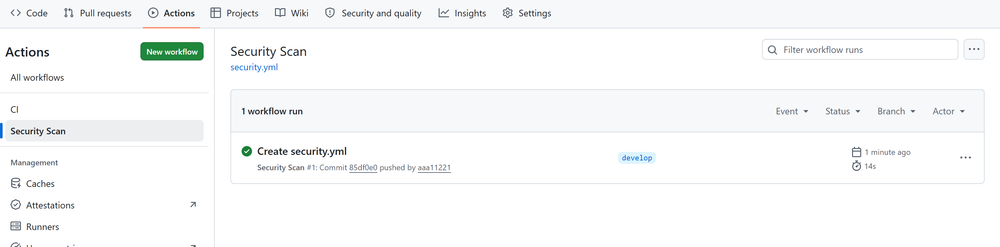 Code Pull requests Actions Projects Wiki Security and quality Insights Settings
Actions
New workflow
All workflows
CI
Security Scan
Management
Caches
Attestations
Runners
Security Scan
security.yml
Filter workflow runs
1 workflow run
Event Status Branch Actor
Create security.yml
Security Scan #1: Commit 85df0e0 pushed by aaa11221
develop
1 minute ago
14s